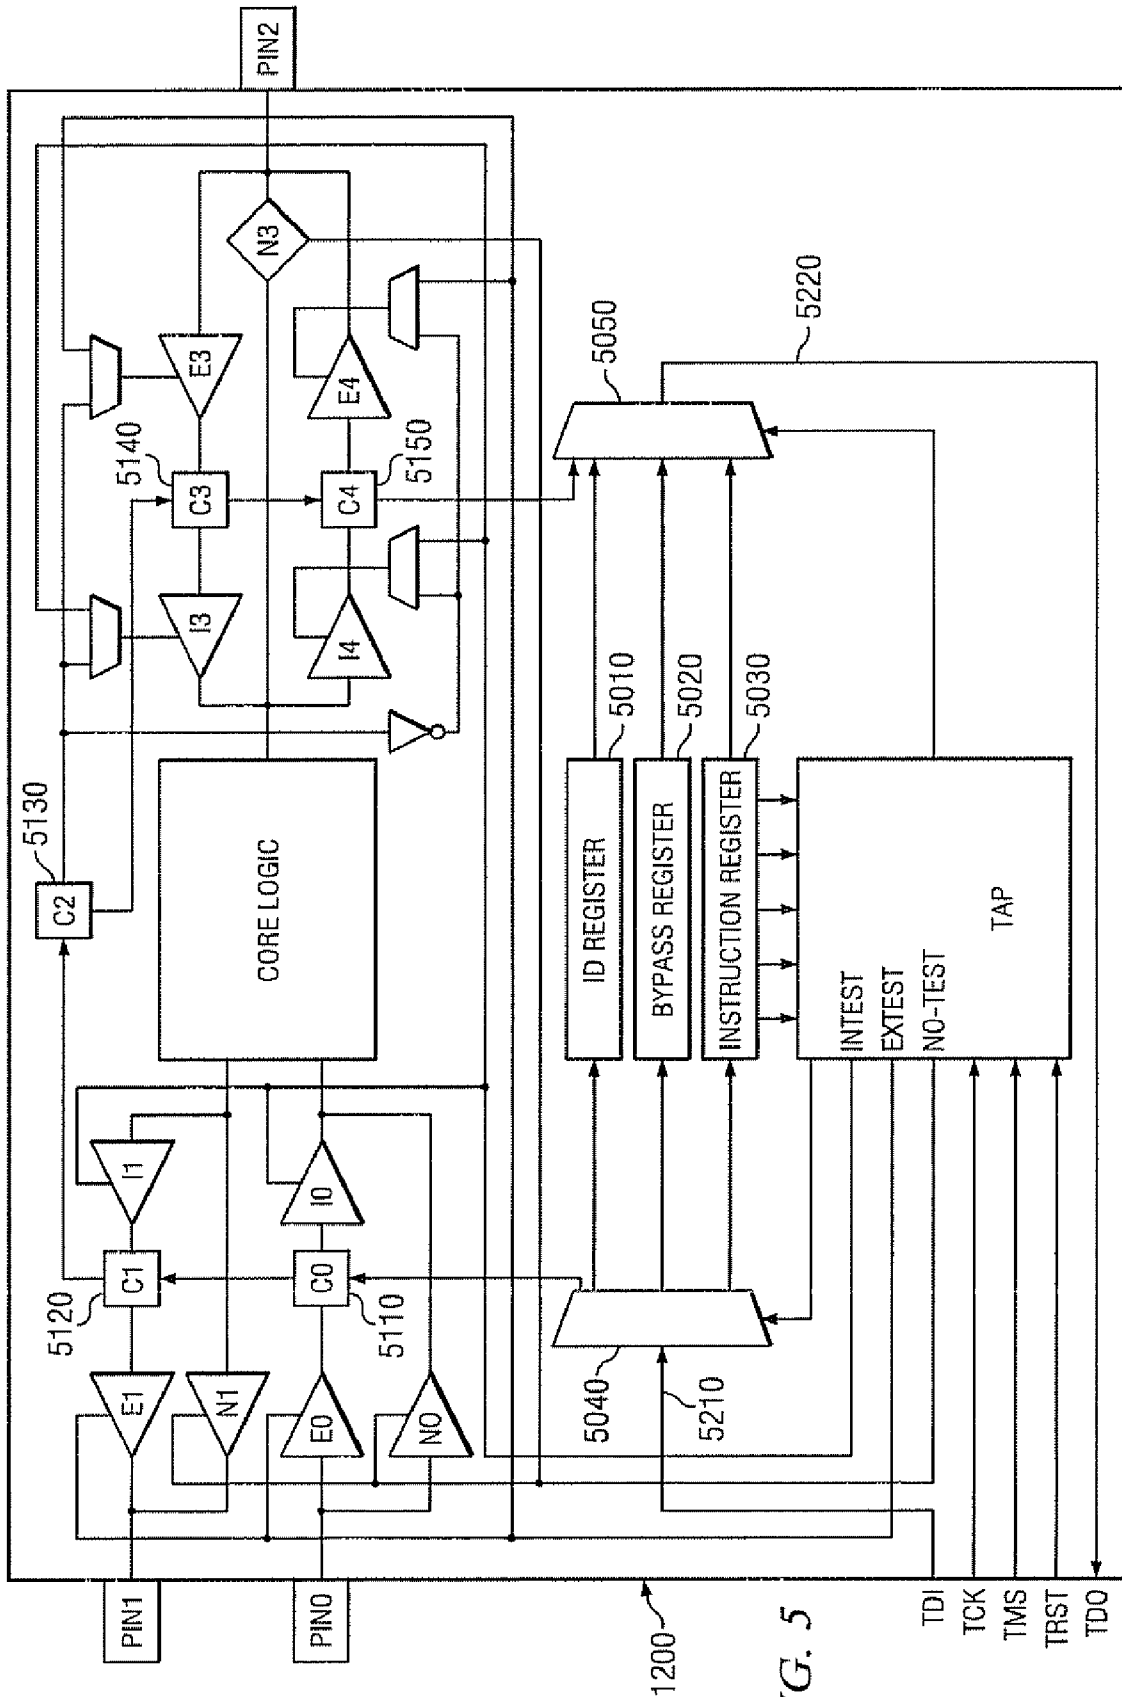 PIN2
N3
E3
E4
5140
C3
5150
C4
I3
I4
5130
C2
CORE LOGIC
I1
I0
5120
C1
5110
C0
E1
N1
E0
N0
PIN1
PIN0
5050
5220
5010
ID REGISTER
5020
BYPASS REGISTER
5030
INSTRUCTION REGISTER
TAP
INTEST
EXTEST
NO-TEST
5040
5210
TDI
TCK
TMS
TRST
TDO
1200
IG. 5